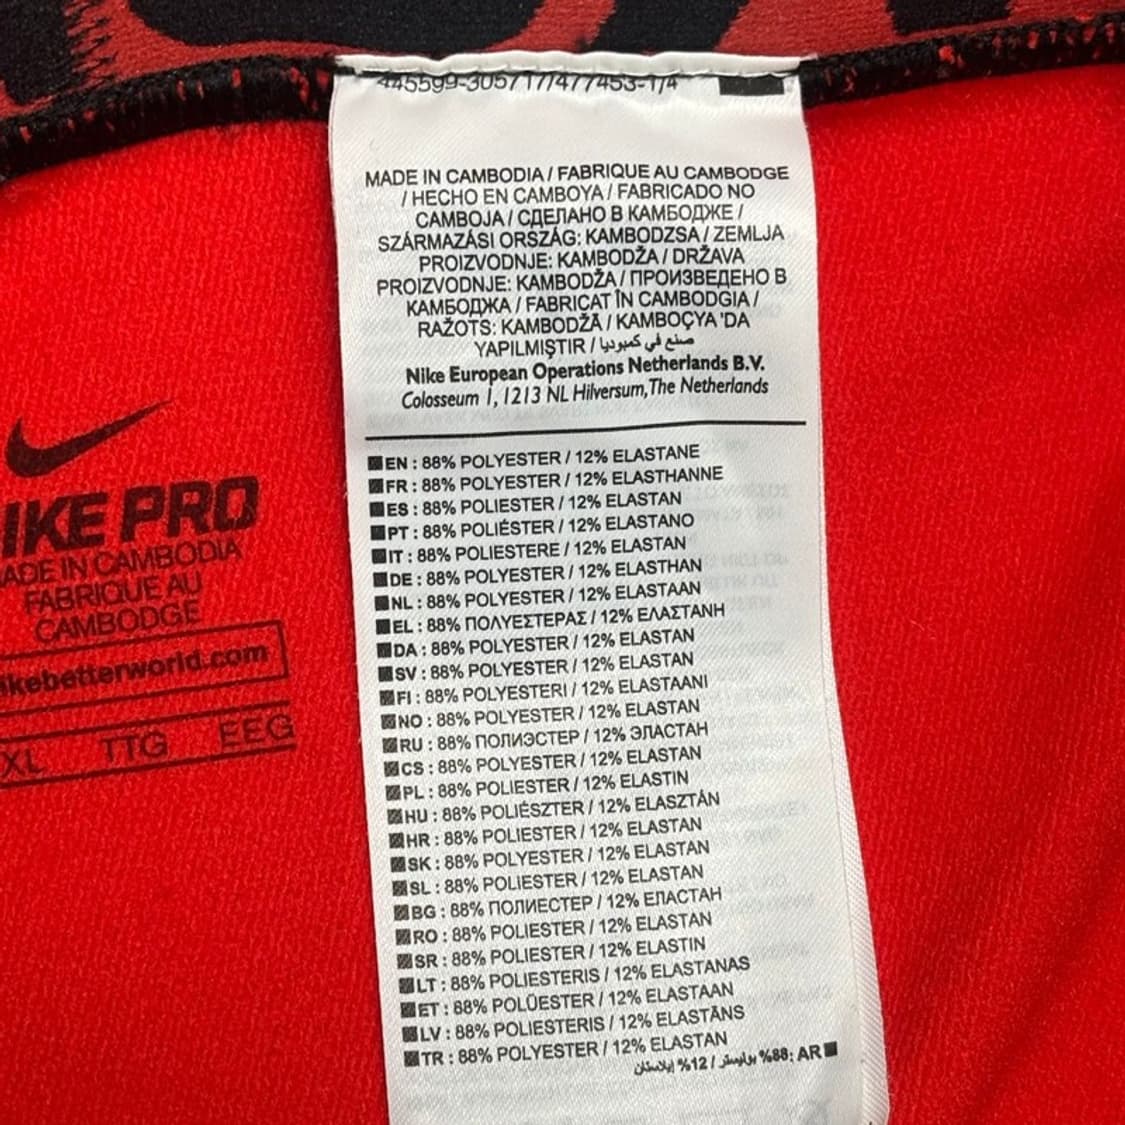 445599-305717/477453-1/4
MADE IN CAMBODIA / FABRIQUE AU CAMBODGE
/ HECHO EN CAMBOYA / FABRICADO NO
CAMBOJA / СДЕЛАНО В КАМБОДЖЕ /
SZÁRMAZÁSI ORSZÁG: KAMBODZSA / ZEMLJA
PROIZVODNJE: KAMBODŽA / DRŽAVA
PROIZVODNJE: KAMBODŽA / ПРОИЗВЕДЕНО В
КАМБОДЖА / FABRICAT ÎN CAMBODGIA /
RAŽOTS: KAMBODŽĀ / KAMBOÇYA 'DA
YAPILMIŞTIR / صنع في كمبوديا
Nike European Operations Netherlands B.V.
Colosseum 1, 1213 NL Hilversum, The Netherlands
EN : 88% POLYESTER / 12% ELASTANE
FR : 88% POLYESTER / 12% ELASTHANNE
ES : 88% POLIESTER / 12% ELASTAN
PT : 88% POLIÉSTER / 12% ELASTANO
IT : 88% POLIESTERE / 12% ELASTAN
DE : 88% POLYESTER / 12% ELASTHAN
NL : 88% POLYESTER / 12% ELASTAAN
EL : 88% ΠΟΛΥΕΣΤΕΡΑΣ / 12% ΕΛΑΣΤΑΝΗ
DA : 88% POLYESTER / 12% ELASTAN
SV : 88% POLYESTER / 12% ELASTAN
FI : 88% POLYESTERI / 12% ELASTAANI
NO : 88% POLYESTER / 12% ELASTAN
RU : 88% ПОЛИЭСТЕР / 12% ЭЛАСТАН
CS : 88% POLYESTER / 12% ELASTAN
PL : 88% POLIESTER / 12% ELASTIN
HU : 88% POLIÉSZTER / 12% ELASZTÁN
HR : 88% POLIESTER / 12% ELASTAN
SK : 88% POLYESTER / 12% ELASTAN
SL : 88% POLIESTER / 12% ELASTAN
BG : 88% ПОЛИЕСТЕР / 12% ЕЛАСТАН
RO : 88% POLIESTER / 12% ELASTAN
SR : 88% POLIESTER / 12% ELASTIN
LT : 88% POLIESTERIS / 12% ELASTANAS
ET : 88% POLÜESTER / 12% ELASTAAN
LV : 88% POLIESTERIS / 12% ELASTĀNS
TR : 88% POLYESTER / 12% ELASTAN
AR :88% بوليستر / 12% إيلاستان
IKE PRO
ADE IN CAMBODIA
FABRIQUE AU
CAMBODGE
ikebetterworld.com
XL TTG EEG